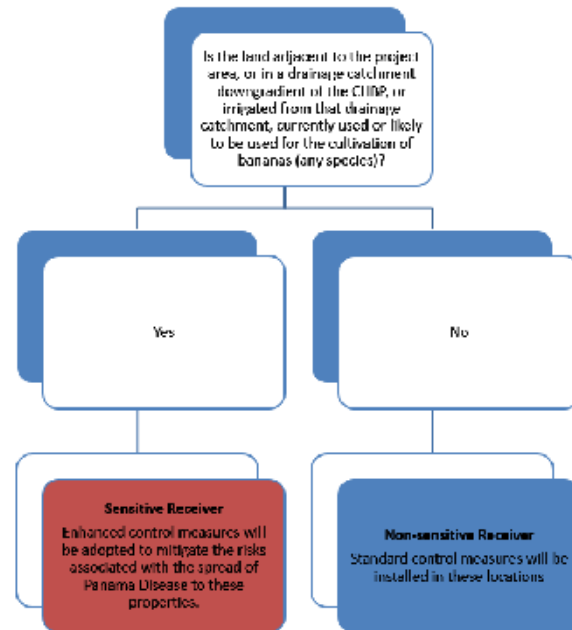 Is the land adjacent to the project
area, or in a drainage catchment
downgradient of the CHBP, or
irrigated from that drainage
catchment, currently used or likely
to be used for the cultivation of
bananas (any species)?
Yes
No
Sensitive Receiver
Enhanced control measures will
be adopted to mitigate the risks
associated with the spread of
Panama Disease to these
properties.
Non-sensitive Receiver
Standard control measures will be
installed in these locations